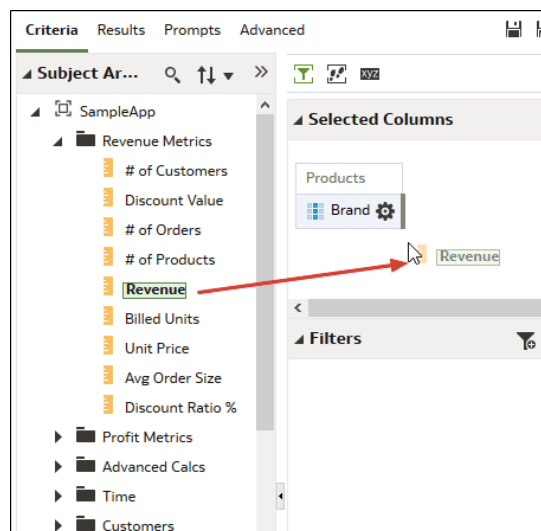 Criteria Results Prompts Advanced
Subject Ar...
xyz
SampleApp
Selected Columns
Revenue Metrics
# of Customers
Products
Discount Value
Brand
# of Orders
# of Products
Revenue
Revenue
Billed Units
Filters
Unit Price
Avg Order Size
Discount Ratio %
Profit Metrics
Advanced Calcs
Time
Customers